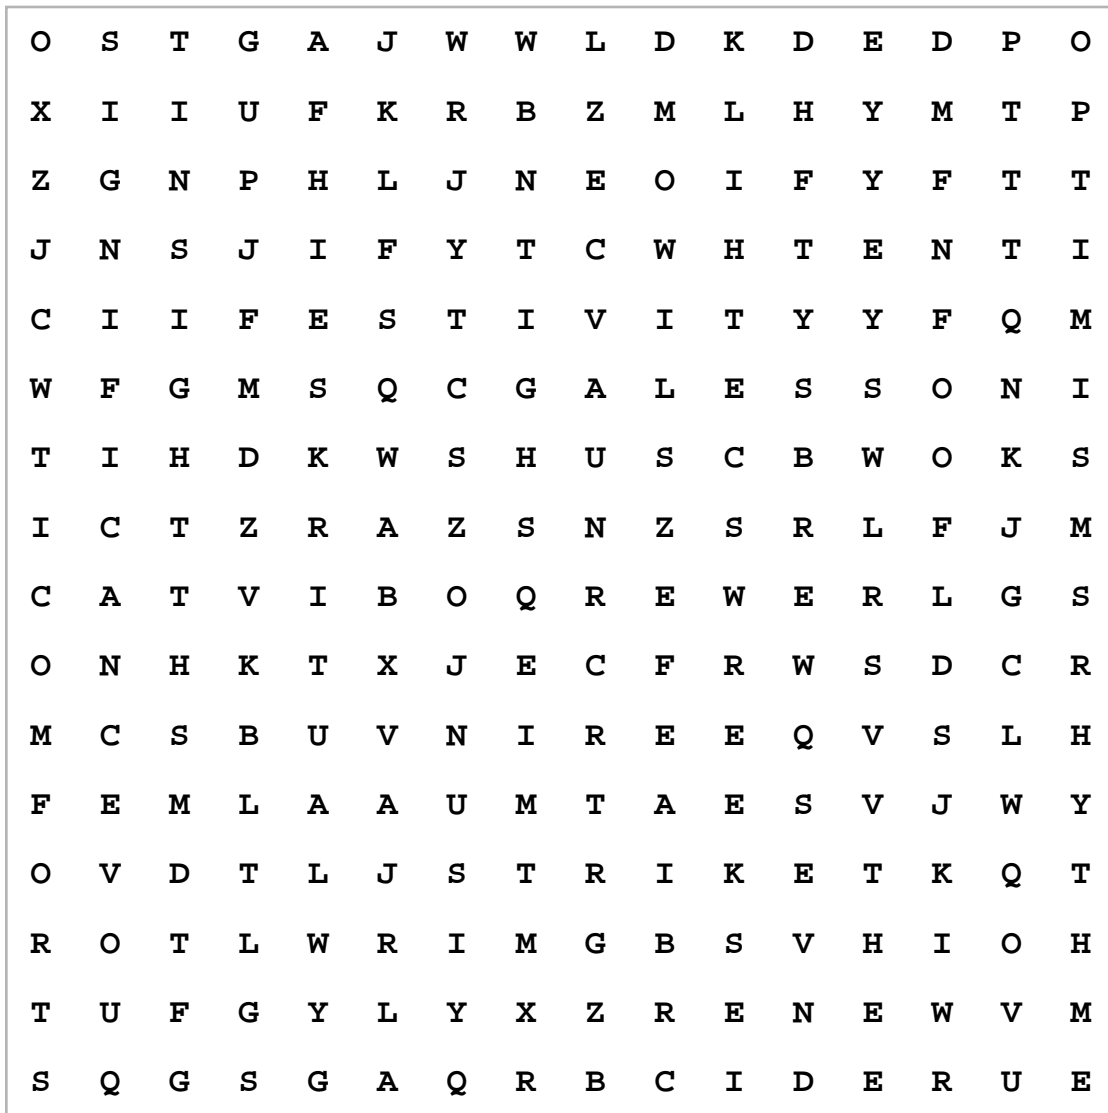 O S T G A J W W L D K D E D P O
X I I U F K R B Z M L H Y M T P
Z G N P H L J N E O I F Y F T T
J N S J I F Y T C W H T E N T I
C I I F E S T I V I T Y Y F Q M
W F G M S Q C G A L E S S O N I
T I H D K W S H U S C B W O K S
I C T Z R A Z S N Z S R L F J M
C A T V I B O Q R E W E R L G S
O N H K T X J E C F R W S D C R
M C S B U V N I R E E Q V S L H
F E M L A A U M T A E S V J W Y
O V D T L J S T R I K E T K Q T
R O T L W R I M G B S V H I O H
T U F G Y L Y X Z R E N E W V M
S Q G S G A Q R B C I D E R U E